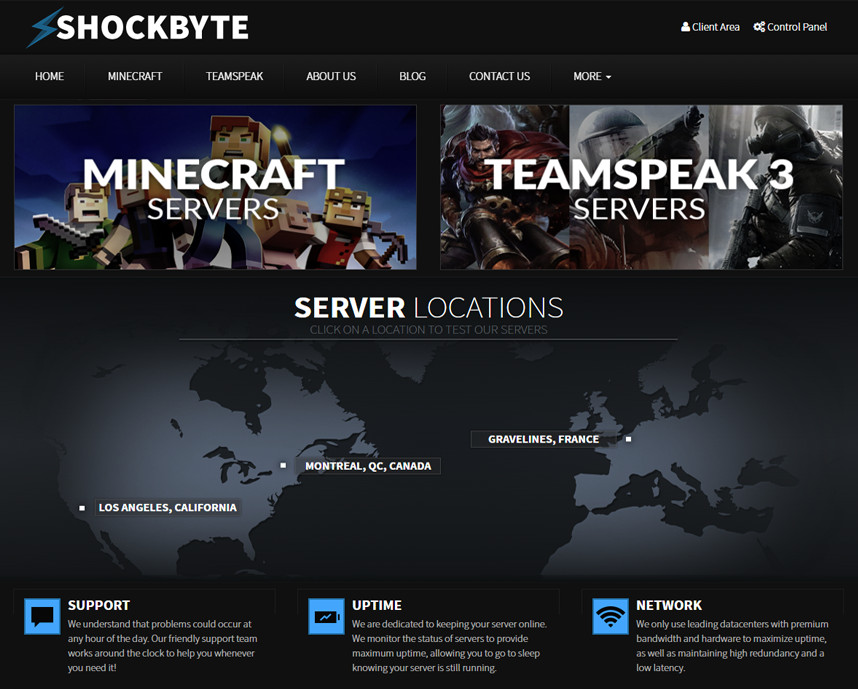 SHOCKBYTE
Client Area
Control Panel
HOME
MINECRAFT
TEAMSPEAK
ABOUT US
BLOG
CONTACT US
MORE
MINECRAFT
SERVERS
TEAMSPEAK 3
SERVERS
SERVER LOCATIONS
CLICK ON A LOCATION TO TEST OUR SERVERS
GRAVELINES, FRANCE
MONTREAL, QC, CANADA
LOS ANGELES, CALIFORNIA
SUPPORT
We understand that problems could occur at
any hour of the day. Our friendly support team
works around the clock to help you whenever
you need it!
UPTIME
We are dedicated to keeping your server online.
We monitor the status of servers to provide
maximum uptime, allowing you to go to sleep
knowing your server is still running.
NETWORK
We only use leading datacenters with premium
bandwidth and hardware to maximize uptime,
as well as maintaining high redundancy and a
low latency.